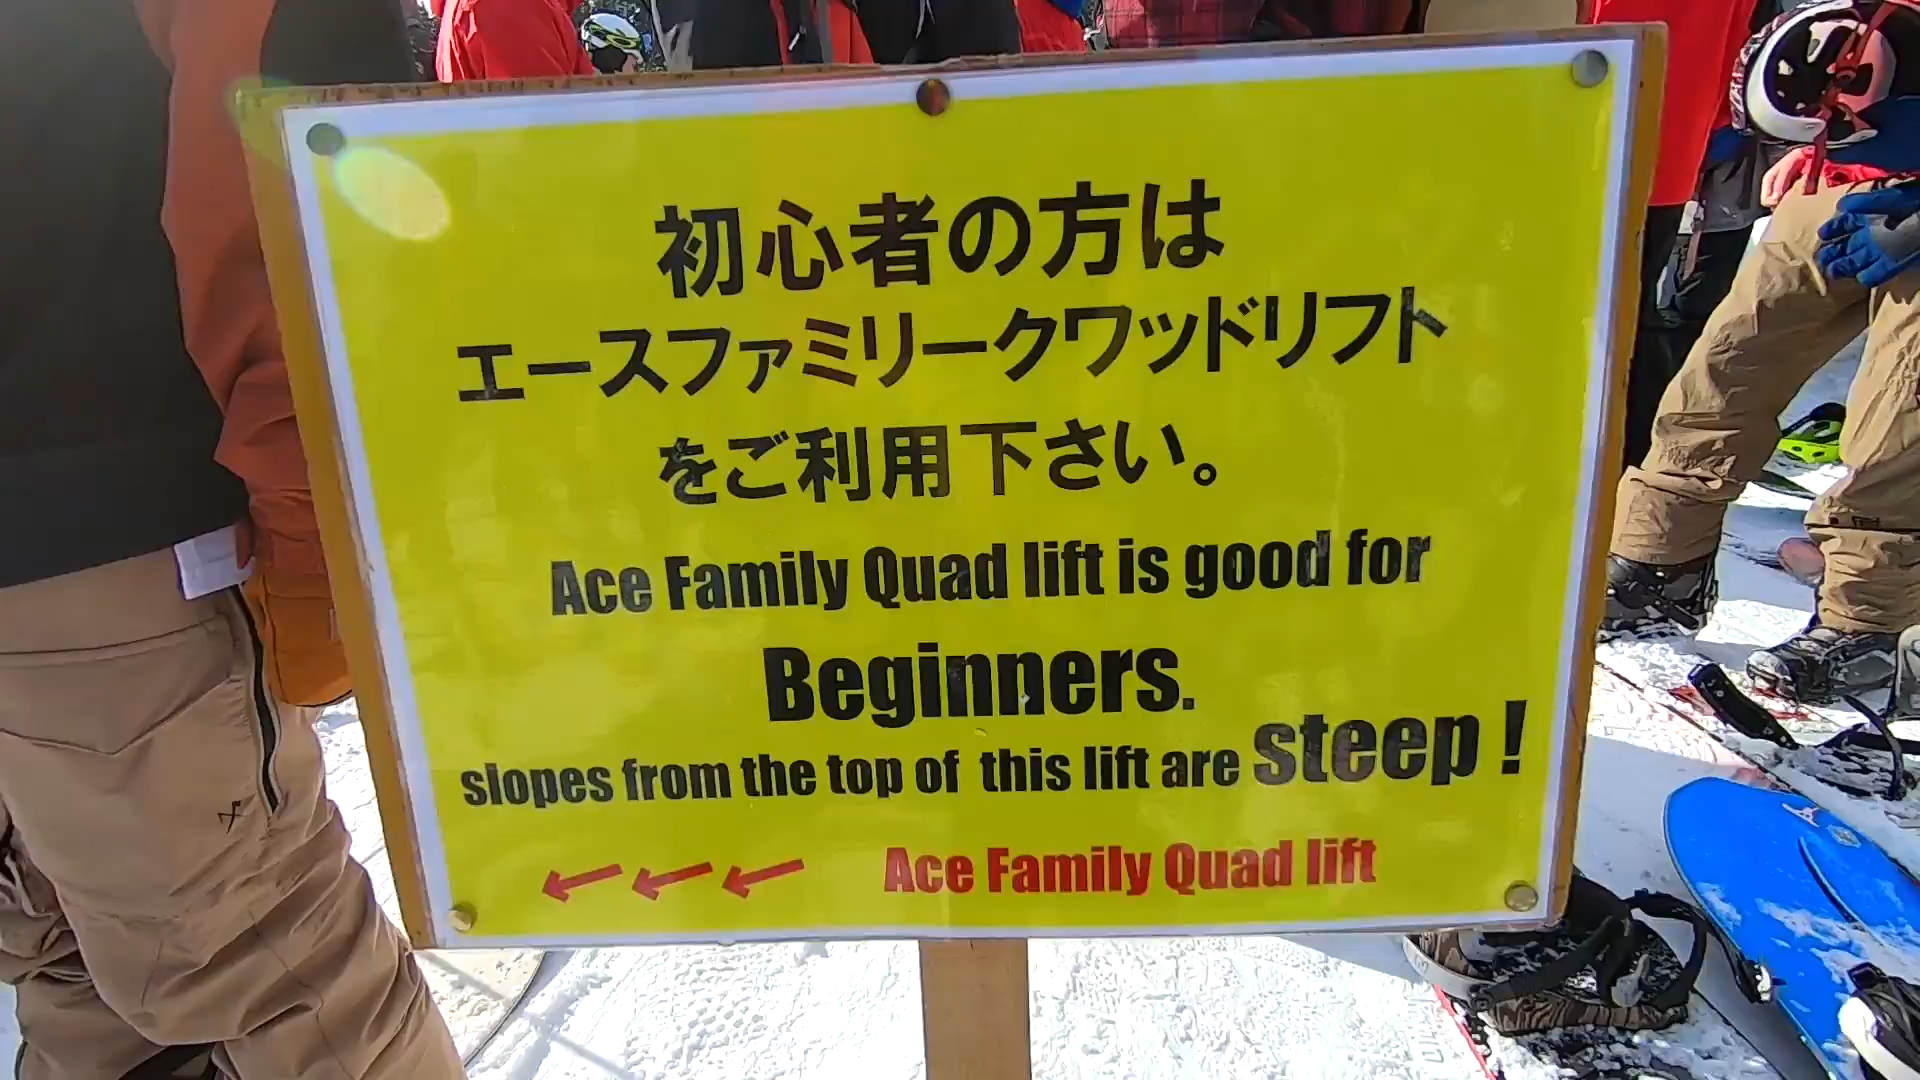 初心者の方は
エースファミリークワッドリフト
をご利用下さい。
Ace Family Quad lift is good for
Beginners.
slopes from the top of this lift are steep !
Ace Family Quad lift